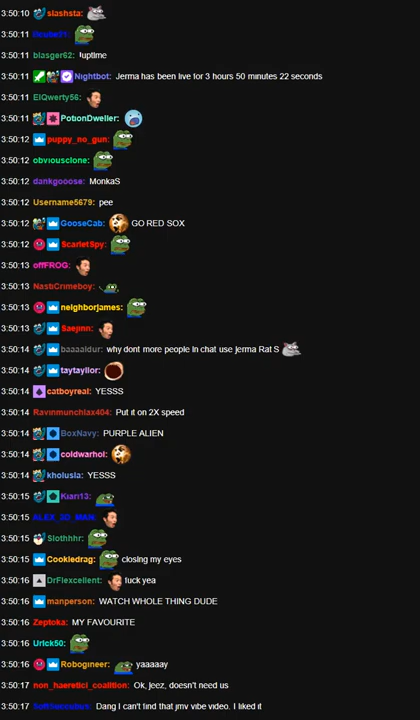 3:50:10 slashsta:
3:50:11
3:50:11 blasger62: !uptime
3:50:11 Nightbot: Jerma has been live for 3 hours 50 minutes 22 seconds
3:50:11 ElQwerty56:
3:50:11 PotionDweller:
3:50:12 puppy_no_gun:
3:50:12 obviousclone:
3:50:12 dankgooose: MonkaS
3:50:12 Username5679: pee
3:50:12 GooseCab: GO RED SOX
3:50:12 ScarletSpy:
3:50:13 offFROG:
3:50:13 NastiCrimeboy:
3:50:13 neighborjames:
3:50:13 Saejinn:
3:50:14 baaaldur: why dont more people in chat use jerma Rat S
3:50:14 taytaylior:
3:50:14 catboyreal: YESSS
3:50:14 Ravinmunchlax404: Put it on 2X speed
3:50:14 BoxNavy: PURPLE ALIEN
3:50:14 coldwarhol:
3:50:14 kholusia: YESSS
3:50:15 Kiari13:
3:50:15 ALEX_3D_MAN:
3:50:15 Slothhhr:
3:50:15 Cookiedrag: closing my eyes
3:50:16 DrFlexcellent: fuck yea
3:50:16 manperson: WATCH WHOLE THING DUDE
3:50:16 Zeptoka: MY FAVOURITE
3:50:16 Urick50:
3:50:16 Robogineer: yaaaaay
3:50:17 non_haeretici_coalition: Ok, jeez, doesn't need us
3:50:17 Dang I can't find that jmv vibe video. I liked it